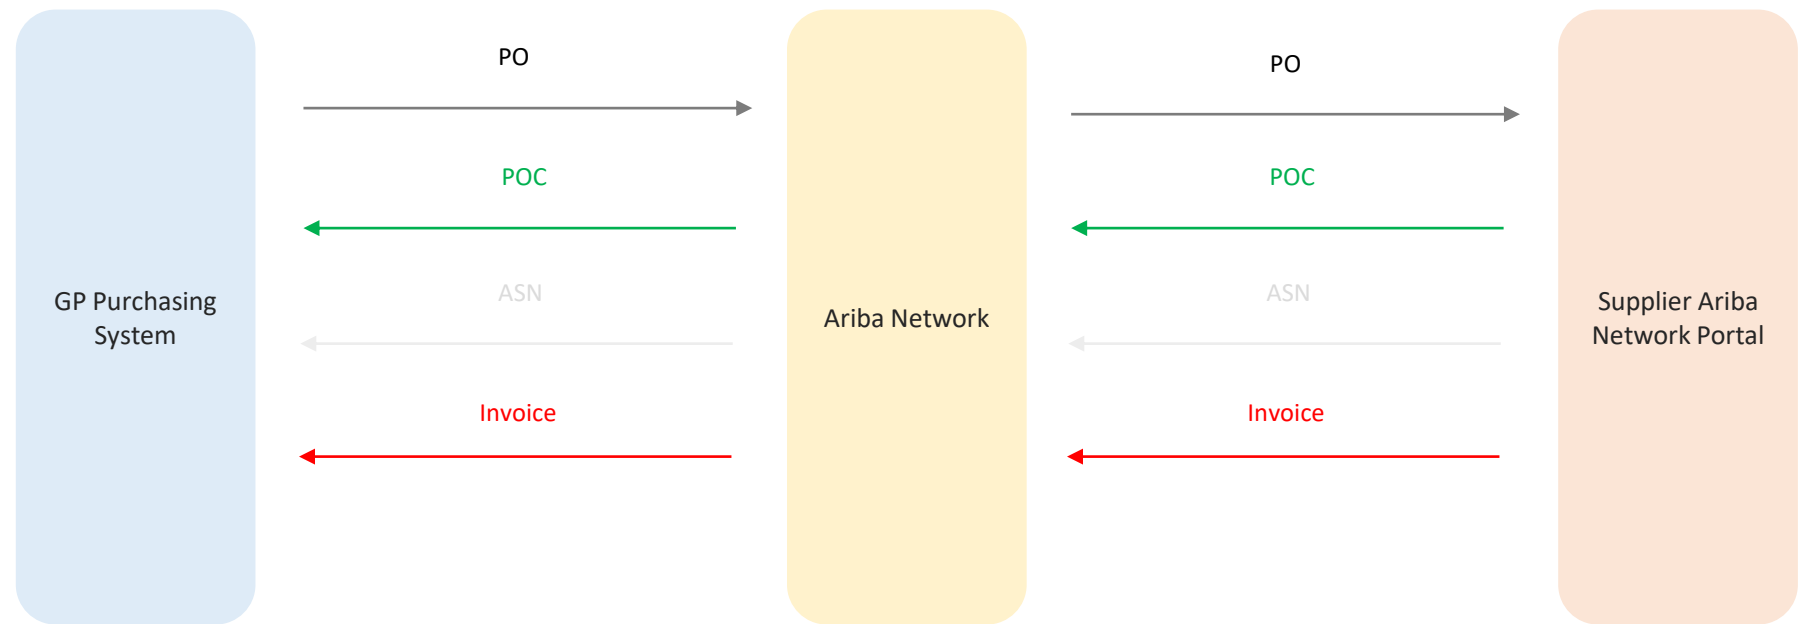 PO
PO
POC
POC
ASN
ASN
GP Purchasing
System
Ariba Network
Supplier Ariba
Network Portal
Invoice
Invoice